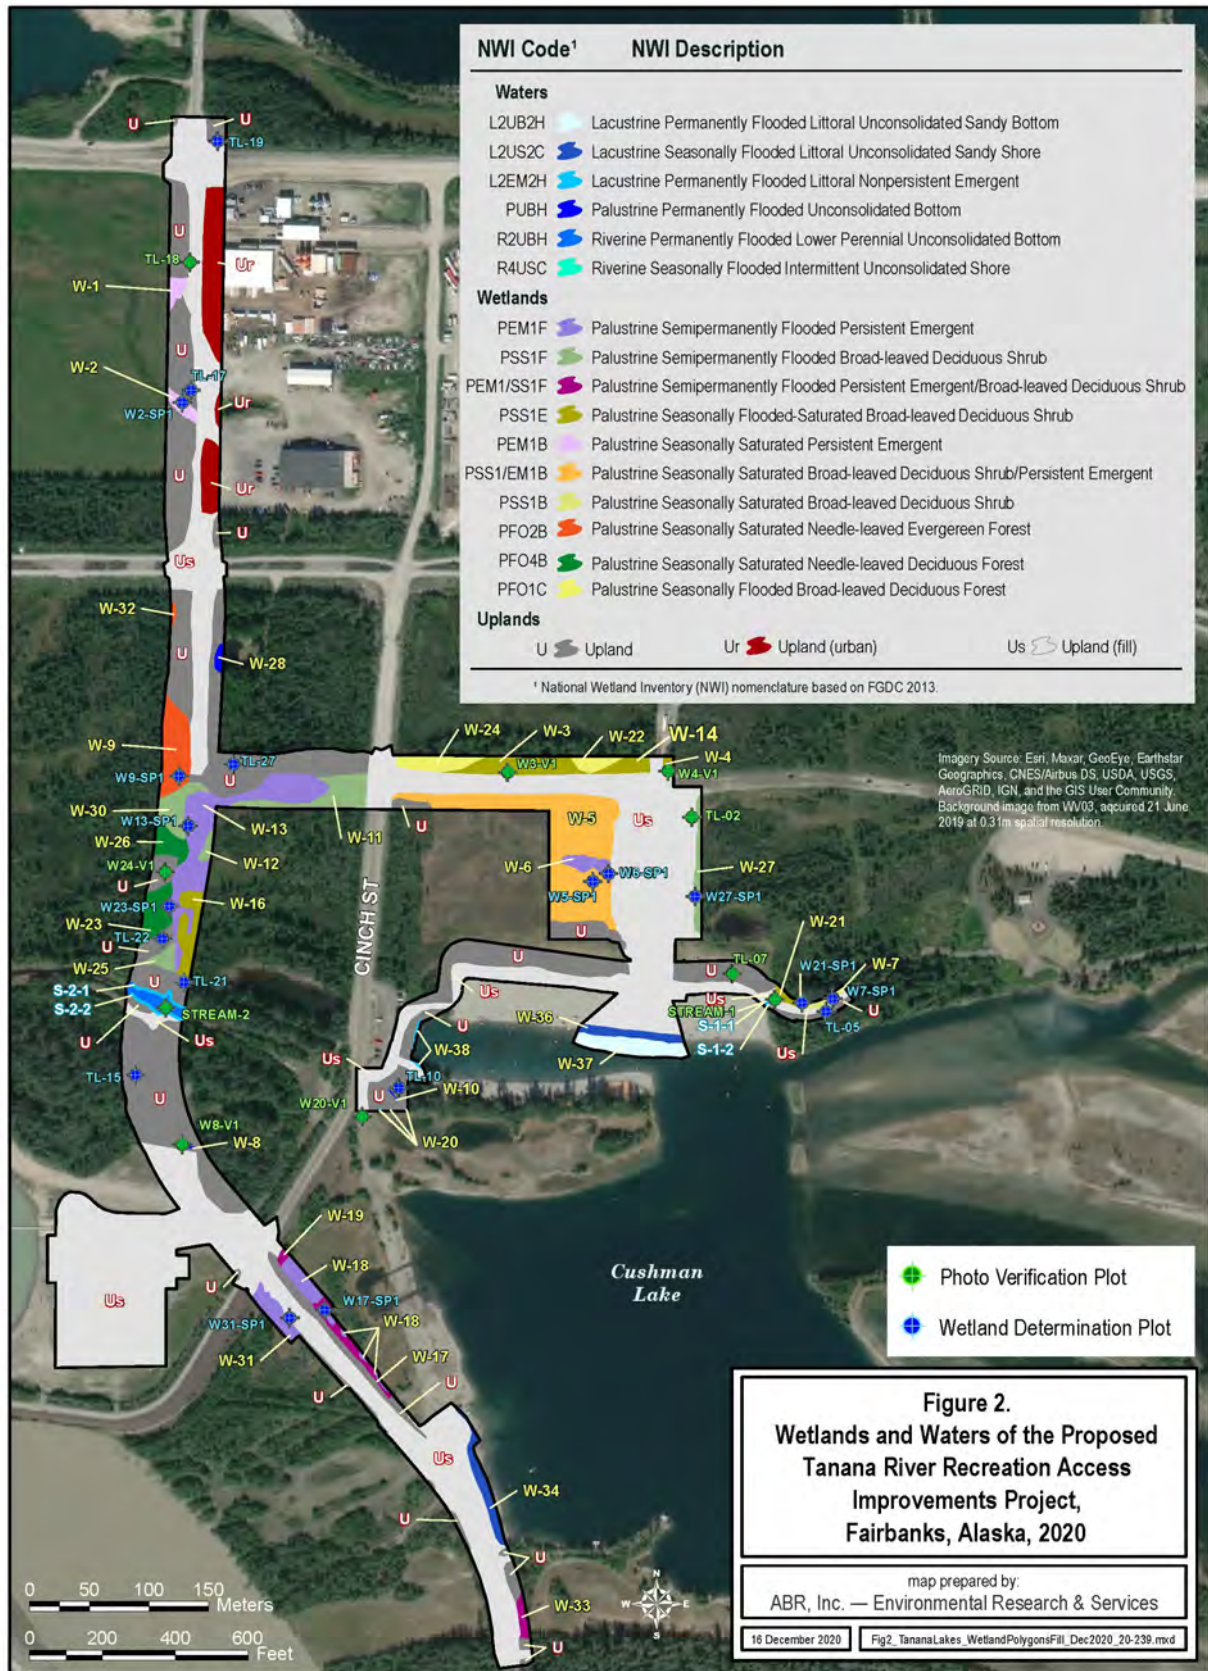 NWI Code¹ NWI Description
Waters
L2UB2H Lacustrine Permanently Flooded Littoral Unconsolidated Sandy Bottom
L2US2C Lacustrine Seasonally Flooded Littoral Unconsolidated Sandy Shore
L2EM2H Lacustrine Permanently Flooded Littoral Nonpersistent Emergent
PUBH Palustrine Permanently Flooded Unconsolidated Bottom
R2UBH Riverine Permanently Flooded Lower Perennial Unconsolidated Bottom
R4USC Riverine Seasonally Flooded Intermittent Unconsolidated Shore
Wetlands
PEM1F Palustrine Semipermanently Flooded Persistent Emergent
PSS1F Palustrine Semipermanently Flooded Broad-leaved Deciduous Shrub
PEM1/SS1F Palustrine Semipermanently Flooded Persistent Emergent/Broad-leaved Deciduous Shrub
PSS1E Palustrine Seasonally Flooded-Saturated Broad-leaved Deciduous Shrub
PEM1B Palustrine Seasonally Saturated Persistent Emergent
PSS1/EM1B Palustrine Seasonally Saturated Broad-leaved Deciduous Shrub/Persistent Emergent
PSS1B Palustrine Seasonally Saturated Broad-leaved Deciduous Shrub
PFO2B Palustrine Seasonally Saturated Needle-leaved Evergereen Forest
PFO4B Palustrine Seasonally Saturated Needle-leaved Deciduous Forest
PFO1C Palustrine Seasonally Flooded Broad-leaved Deciduous Forest
Uplands
U Upland Ur Upland (urban) Us Upland (fill)
¹ National Wetland Inventory (NWI) nomenclature based on FGDC 2013.
U U
TL-19
U
TL-18 Ur
W-1
U
W-2
TL-17
W2-SP1 Ur
U Ur
U
Us
W-32
U
W-28
W-24 W-3 W-22 W-14
W-9 W-4
TL-27 W3-V1 W4-V1
W9-SP1 U
Imagery Source: Esri, Maxar, GeoEye, Earthstar
Geographics, CNES/Airbus DS, USDA, USGS,
AeroGRID, IGN, and the GIS User Community.
Background image from WV03, aqcuired 21 June
2019 at 0.31m spatial resolution.
W-30
W13-SP1 W-13 W-11 U W-5 Us TL-02
W-26
W-12
W24-V1 W-6 W6-SP1 W-27
U
W5-SP1 W27-SP1
W23-SP1 W-16
W-23
TL-22 U
U
W-25
CINCH ST
U TL-21 U U TL-07 W-21
W21-SP1 W-7
S-2-1
S-2-2
STREAM-2 Us Us W7-SP1
STREAM-1 U
U Us U W-36 S-1-1 TL-05
S-1-2 Us
W-38
W-37
Us
TL-15 TL-10
U U W-10
W20-V1
W8-V1 W-20
W-8
W-19
W-18
Cushman
Lake
U
Us W17-SP1
W31-SP1 W-18
W-31 W-17
U U
Us
W-34
U
U
W-33
U
Photo Verification Plot
Wetland Determination Plot
Figure 2.
Wetlands and Waters of the Proposed
Tanana River Recreation Access
Improvements Project,
Fairbanks, Alaska, 2020
map prepared by:
ABR, Inc. — Environmental Research & Services
16 December 2020 Fig2_TananaLakes_WetlandPolygonsFill_Dec2020_20-239.mxd
N
W E
S
0 50 100 150
Meters
0 200 400 600
Feet